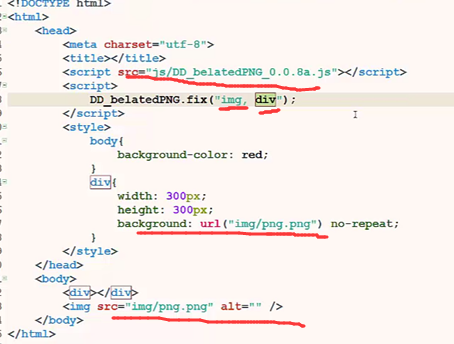 <!DOCTYPE html>
<html>
<head>
<meta charset="utf-8">
<title></title>
<script src="js/DD_belatedPNG_0.0.8a.js"></script>
<script>
DD_belatedPNG.fix("img, div");
</script>
<style>
body{
background-color: red;
}
div{
width: 300px;
height: 300px;
background: url("img/png.png") no-repeat;
}
</style>
</head>
<body>
<div></div>
<img src="img/png.png" alt="" />
</body>
</html>